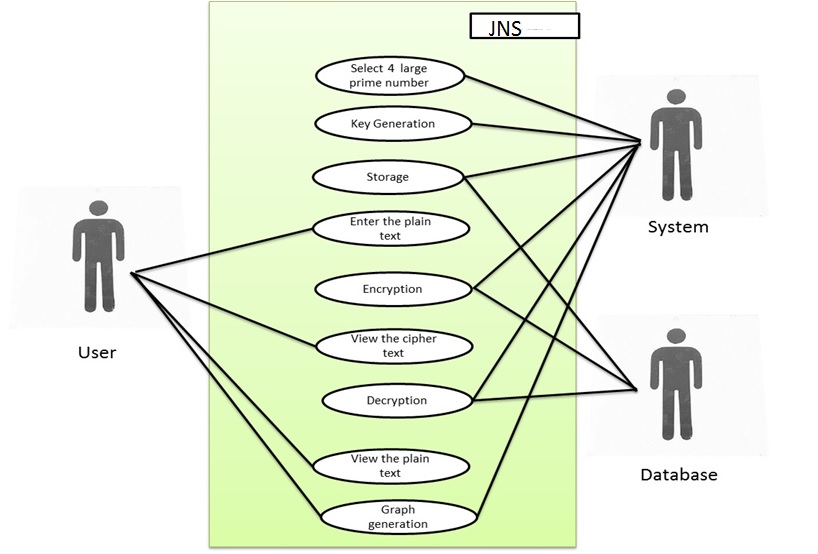 JNS
Select 4 large
prime number
Key Generation
Storage
Enter the plain
text
Encryption
View the cipher
text
Decryption
View the plain
text
Graph
generation
User
System
Database